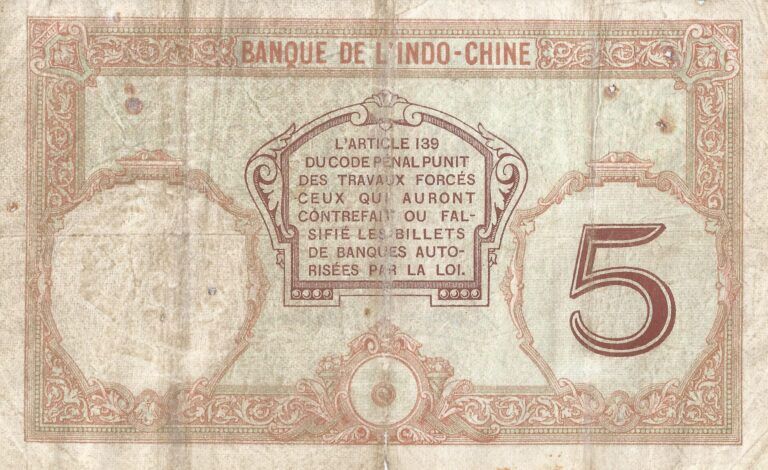 BANQUE DE L'INDO-CHINE
L'ARTICLE 139
DU CODE PÉNAL PUNIT
DES TRAVAUX FORCÉS
CEUX QUI AURONT
CONTREFAIT OU FAL-
SIFIÉ LES BILLETS
DE BANQUES AUTO-
RISÉES PAR LA LOI.
5